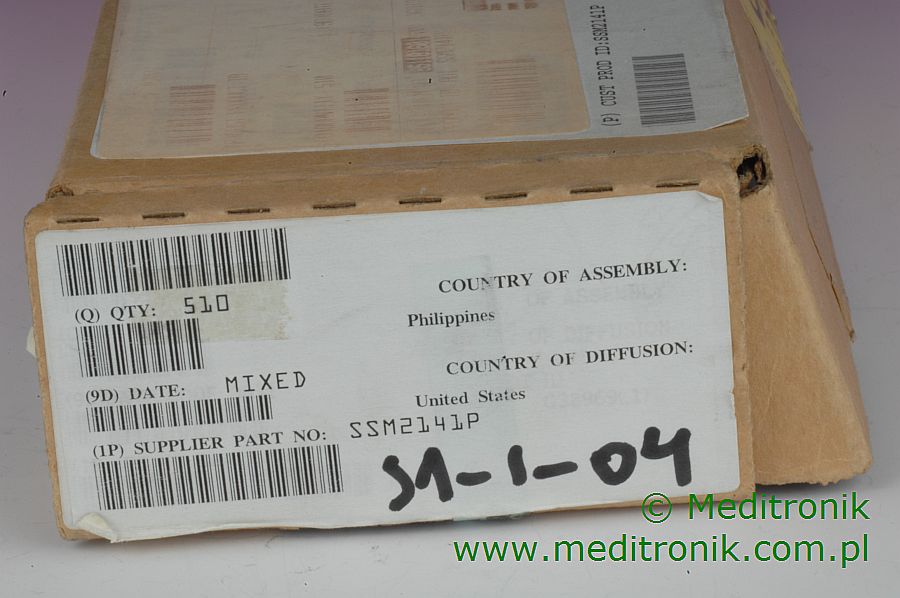 (P) CUST PROD ID:SSM2141P
COUNTRY OF ASSEMBLY:
(Q) QTY: 510
Philippines
COUNTRY OF DIFFUSION:
(9D) DATE: MIXED
United States
(1P) SUPPLIER PART NO: SSM2141P
S1-1-04
© Meditronik
www.meditronik.com.pl